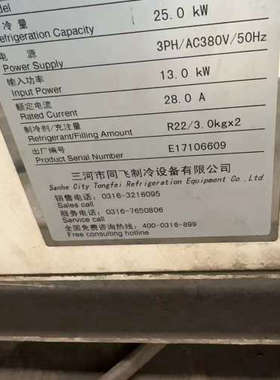 del
冷 量 25.0 kW
efrigeration Capacity
电 源 3PH/AC380V/50Hz
Power Supply
输入功率 13.0 kW
Input Power
额定电流 28.0 A
Rated Current
制冷剂/充注量 R22/3.0kgx2
Refrigerant/Filling Amount
出厂编号 E17106609
Product Serial Number
三河市同飞制冷设备有限公司
Sanhe City Tongfei Refrigeration Equipment Co., Ltd
销售电话: 0316-3216095
Sales call
售后电话: 0316-7650806
Service call
全国免费咨询热线: 400-0316-899
Free consulting hotline